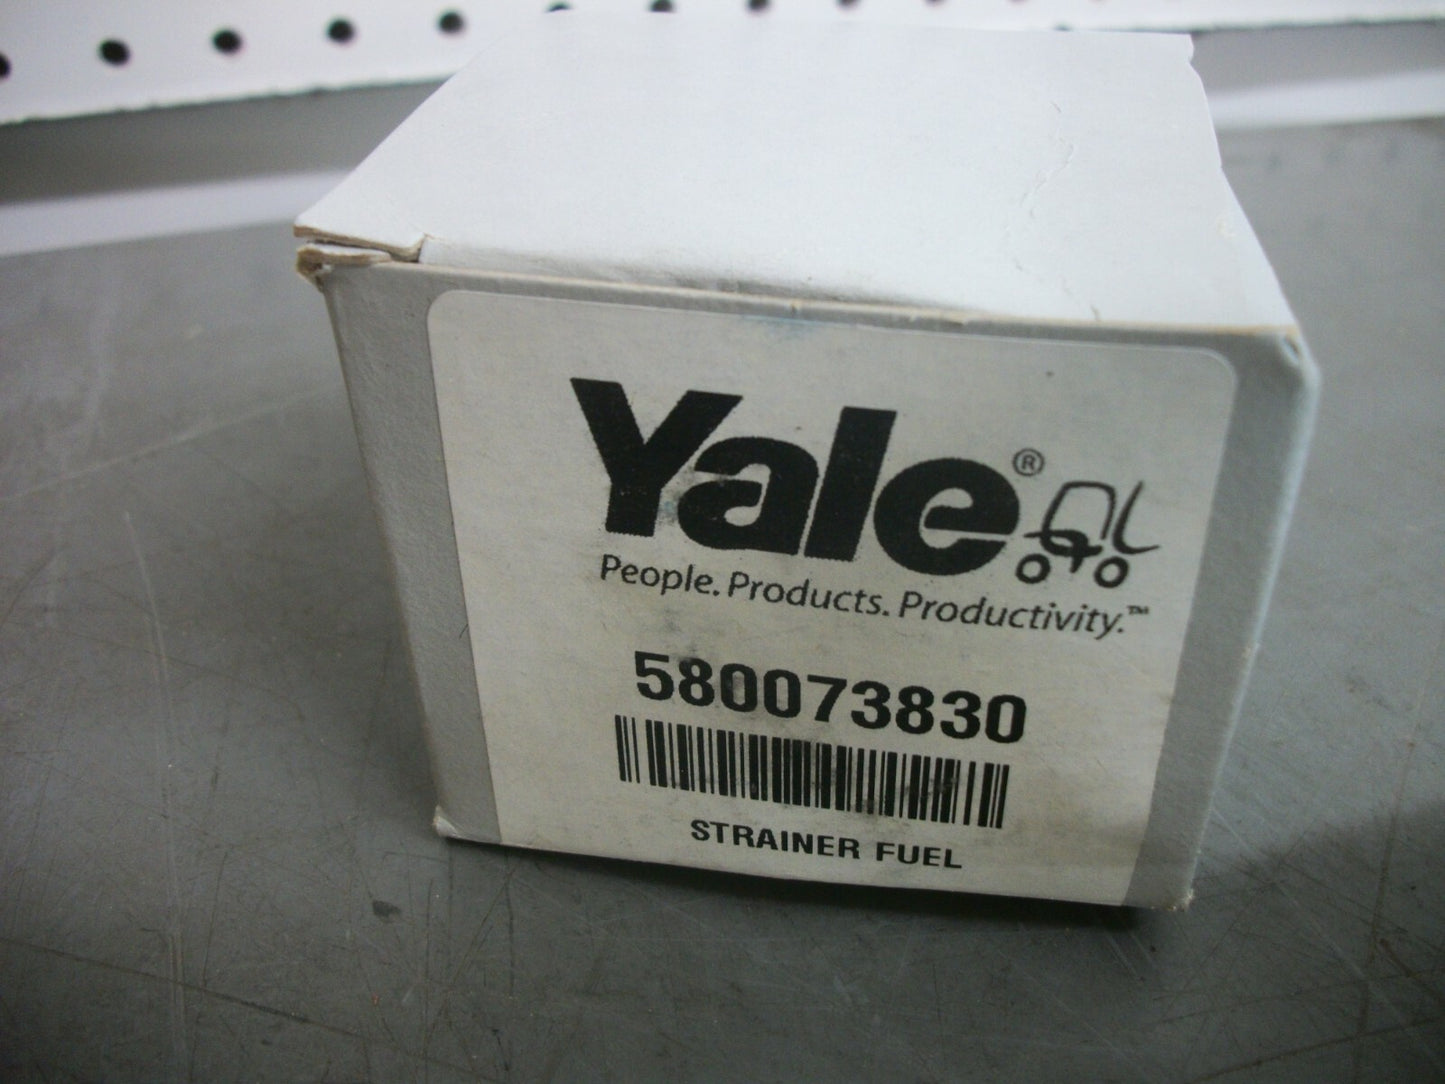 Yale®
People. Products. Productivity.™
580073830
STRAINER FUEL